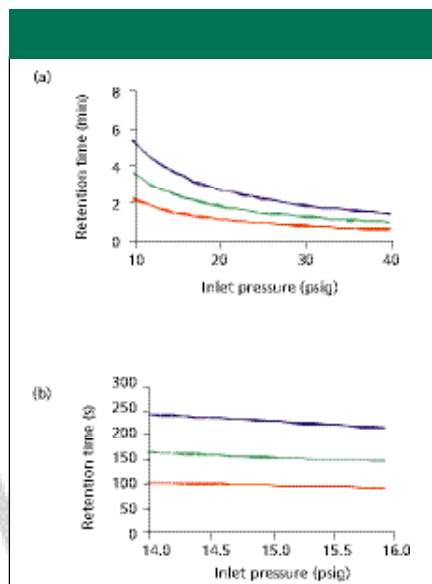 (a)
Retention time (min)
8
6
4
2
0
10 20 30 40
Inlet pressure (psig)
(b)
Retention time (s)
300
250
200
150
100
50
0
14.0 14.5 15.0 15.5 16.0
Inlet pressure (psig)